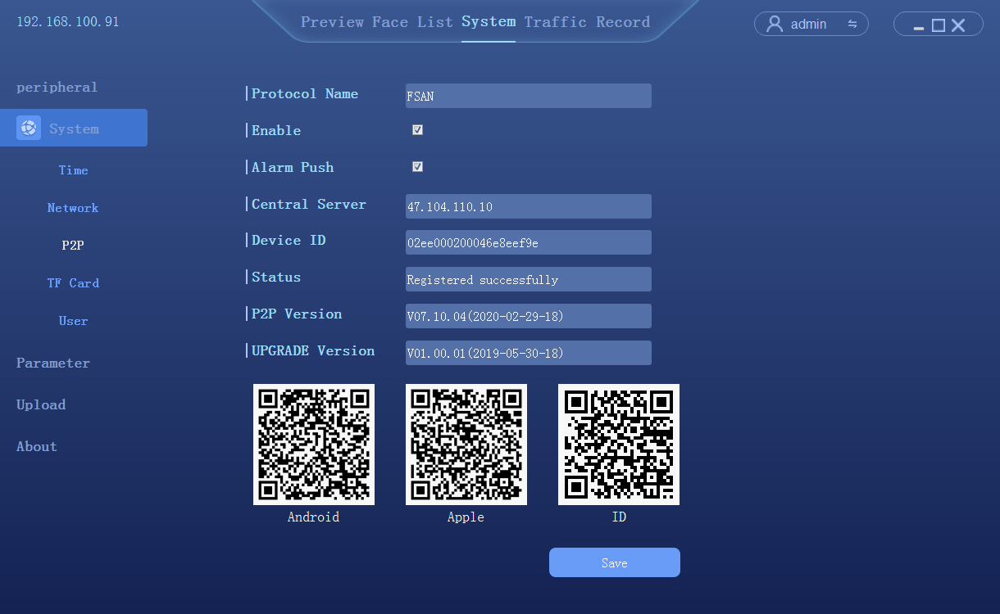 192.168.100.91
Preview Face List System Traffic Record
admin
peripheral
System
Time
Network
P2P
TF Card
User
Parameter
Upload
About
Protocol Name FSAN
Enable
Alarm Push
Central Server 47.104.110.10
Device ID 02ee000200046e8eef9e
Status Registered successfully
P2P Version V07.10.04(2020-02-29-18)
UPGRADE Version V01.00.01(2019-05-30-18)
Android Apple ID
Save